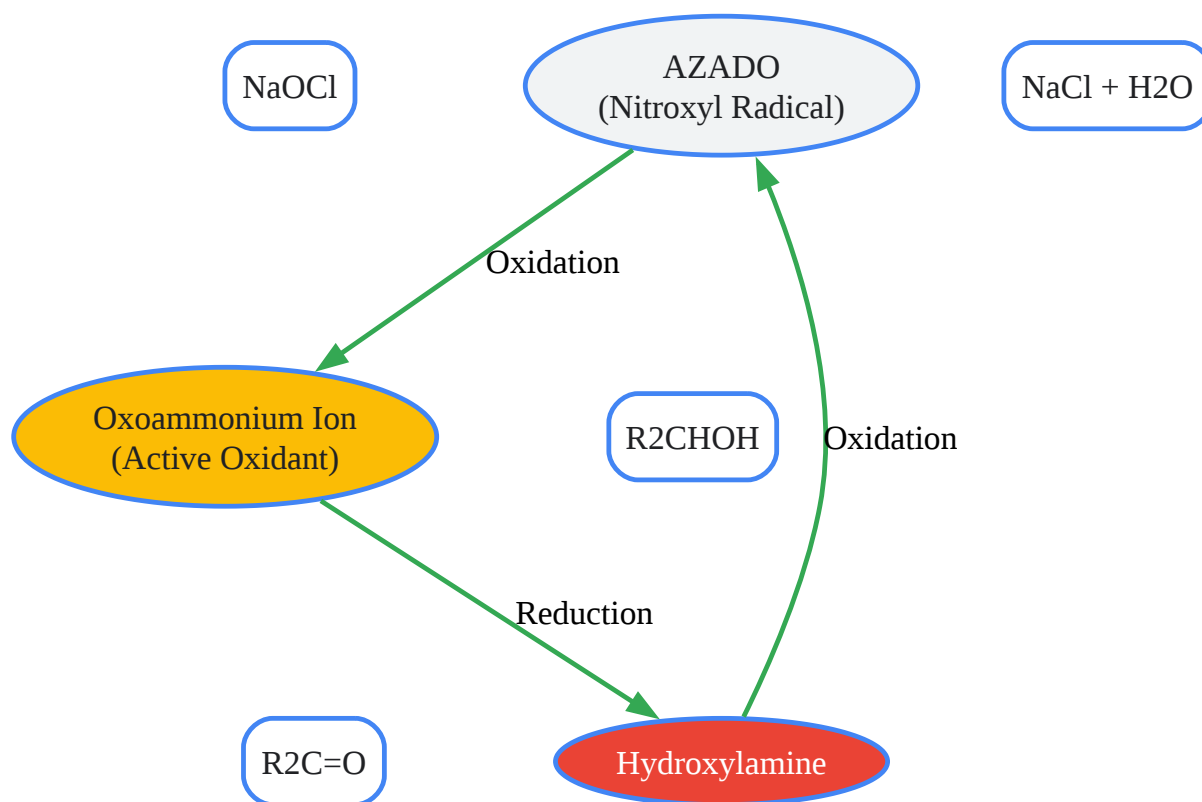 NaOCl
AZADO
(Nitroxyl Radical)
NaCl + H2O
Oxidation
Oxoammonium Ion
(Active Oxidant)
R2CHOH
Oxidation
Reduction
R2C=O
Hydroxylamine